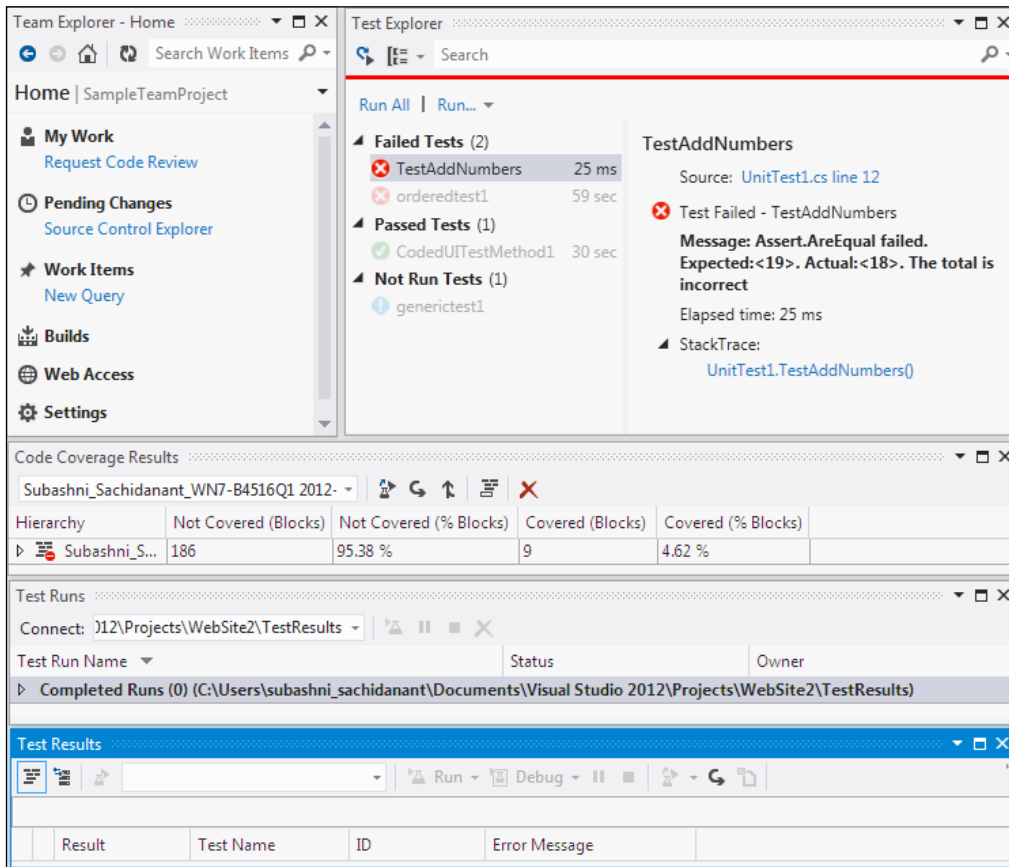 Team Explorer - Home
Search Work Items
Home | SampleTeamProject
My Work
Request Code Review
Pending Changes
Source Control Explorer
Work Items
New Query
Builds
Web Access
Settings
Test Explorer
Search
Run All | Run...
Failed Tests (2)
TestAddNumbers 25 ms
orderedtest1 59 sec
Passed Tests (1)
CodedUITestMethod1 30 sec
Not Run Tests (1)
generictest1
TestAddNumbers
Source: UnitTest1.cs line 12
Test Failed - TestAddNumbers
Message: Assert.AreEqual failed.
Expected:<19>. Actual:<18>. The total is
incorrect
Elapsed time: 25 ms
StackTrace:
UnitTest1.TestAddNumbers()
Code Coverage Results
Subashni_Sachidanant_WN7-B4516Q1 2012-
Hierarchy Not Covered (Blocks) Not Covered (% Blocks) Covered (Blocks) Covered (% Blocks)
Subashni_S... 186 95.38 % 9 4.62 %
Test Runs
Connect: 012\Projects\WebSite2\TestResults
Test Run Name Status Owner
Completed Runs (0) (C:\Users\subashni_sachidanant\Documents\Visual Studio 2012\Projects\WebSite2\TestResults)
Test Results
Run Debug
Result Test Name ID Error Message